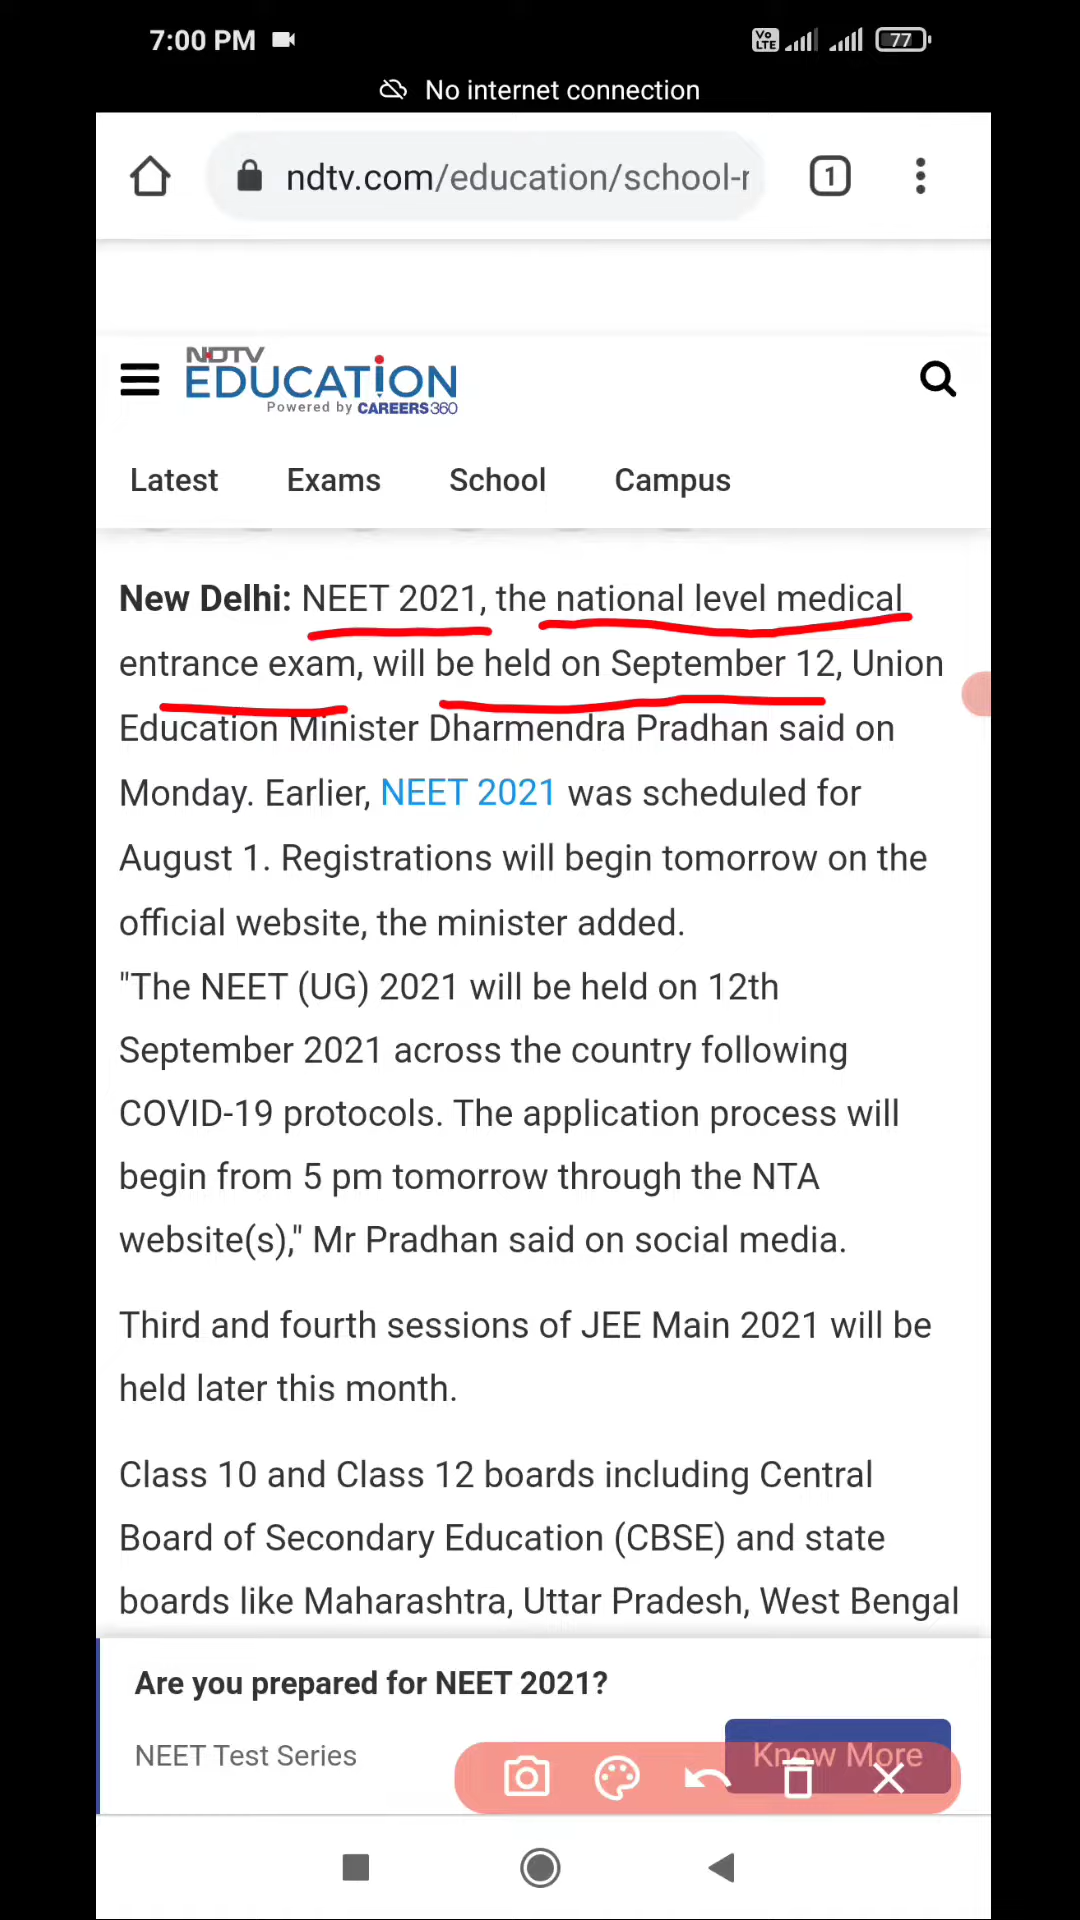 7:00 PM
Vo LTE
77
No internet connection
ndtv.com/education/school-r
1
NDTV
EDUCATION
Powered by CAREERS360
Latest Exams School Campus
New Delhi: NEET 2021, the national level medical
entrance exam, will be held on September 12, Union
Education Minister Dharmendra Pradhan said on
Monday. Earlier, NEET 2021 was scheduled for
August 1. Registrations will begin tomorrow on the
official website, the minister added.
"The NEET (UG) 2021 will be held on 12th
September 2021 across the country following
COVID-19 protocols. The application process will
begin from 5 pm tomorrow through the NTA
website(s)," Mr Pradhan said on social media.
Third and fourth sessions of JEE Main 2021 will be
held later this month.
Class 10 and Class 12 boards including Central
Board of Secondary Education (CBSE) and state
boards like Maharashtra, Uttar Pradesh, West Bengal
Are you prepared for NEET 2021?
NEET Test Series
Know More